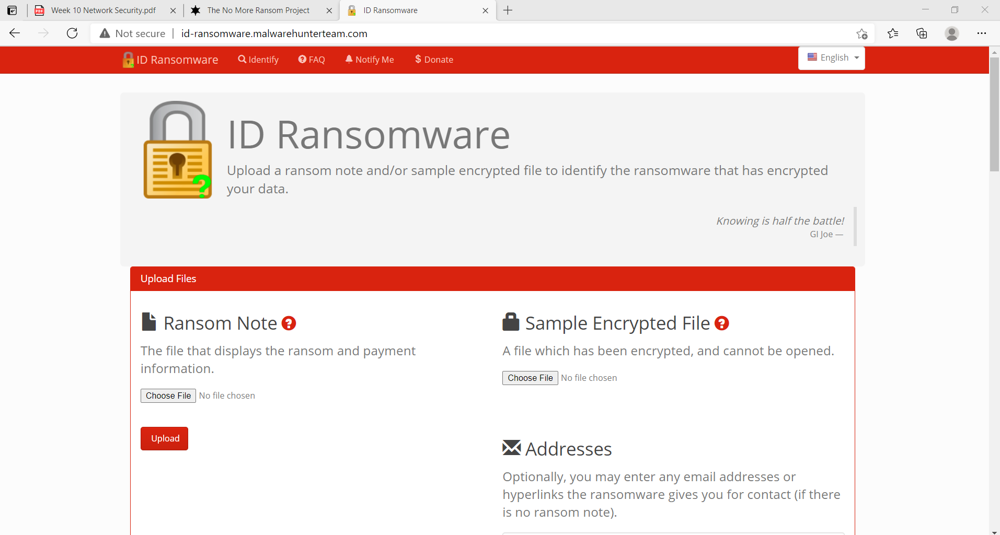 Week 10 Network Security.pdf
The No More Ransom Project
ID Ransomware
Not secure
id-ransomware.malwarehunterteam.com
ID Ransomware
Identify
FAQ
Notify Me
$ Donate
English
ID Ransomware
Upload a ransom note and/or sample encrypted file to identify the ransomware that has encrypted
your data.
Knowing is half the battle!
GI Joe —
Upload Files
Ransom Note
The file that displays the ransom and payment
information.
Choose File No file chosen
Upload
Sample Encrypted File
A file which has been encrypted, and cannot be opened.
Choose File No file chosen
Addresses
Optionally, you may enter any email addresses or
hyperlinks the ransomware gives you for contact (if there
is no ransom note).